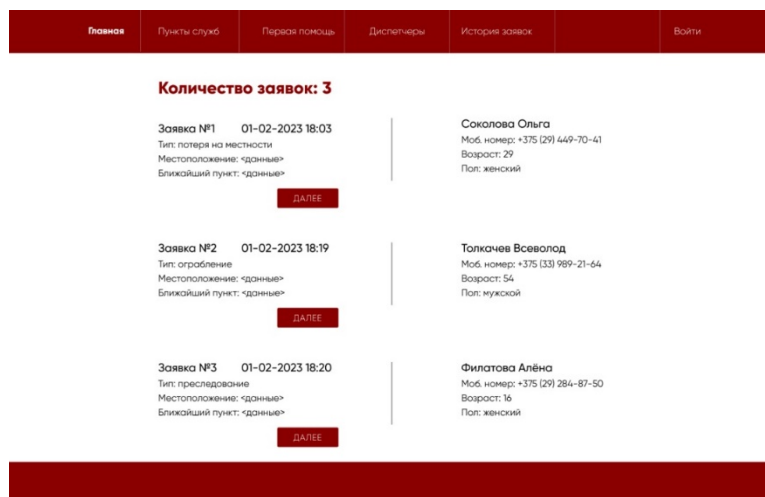 Главная Пункты служб Первая помощь Диспетчеры История заявок Войти
Количество заявок: 3
Заявка №1 01-02-2023 18:03
Тип: потеря на местности
Местоположение: <данные>
Ближайший пункт: <данные>
ДАЛЕЕ
Соколова Ольга
Моб. номер: +375 (29) 449-70-41
Возраст: 29
Пол: женский
Заявка №2 01-02-2023 18:19
Тип: ограбление
Местоположение: <данные>
Ближайший пункт: <данные>
ДАЛЕЕ
Толкачев Всеволод
Моб. номер: +375 (33) 989-21-64
Возраст: 54
Пол: мужской
Заявка №3 01-02-2023 18:20
Тип: преследование
Местоположение: <данные>
Ближайший пункт: <данные>
ДАЛЕЕ
Филатова Алёна
Моб. номер: +375 (29) 284-87-50
Возраст: 16
Пол: женский